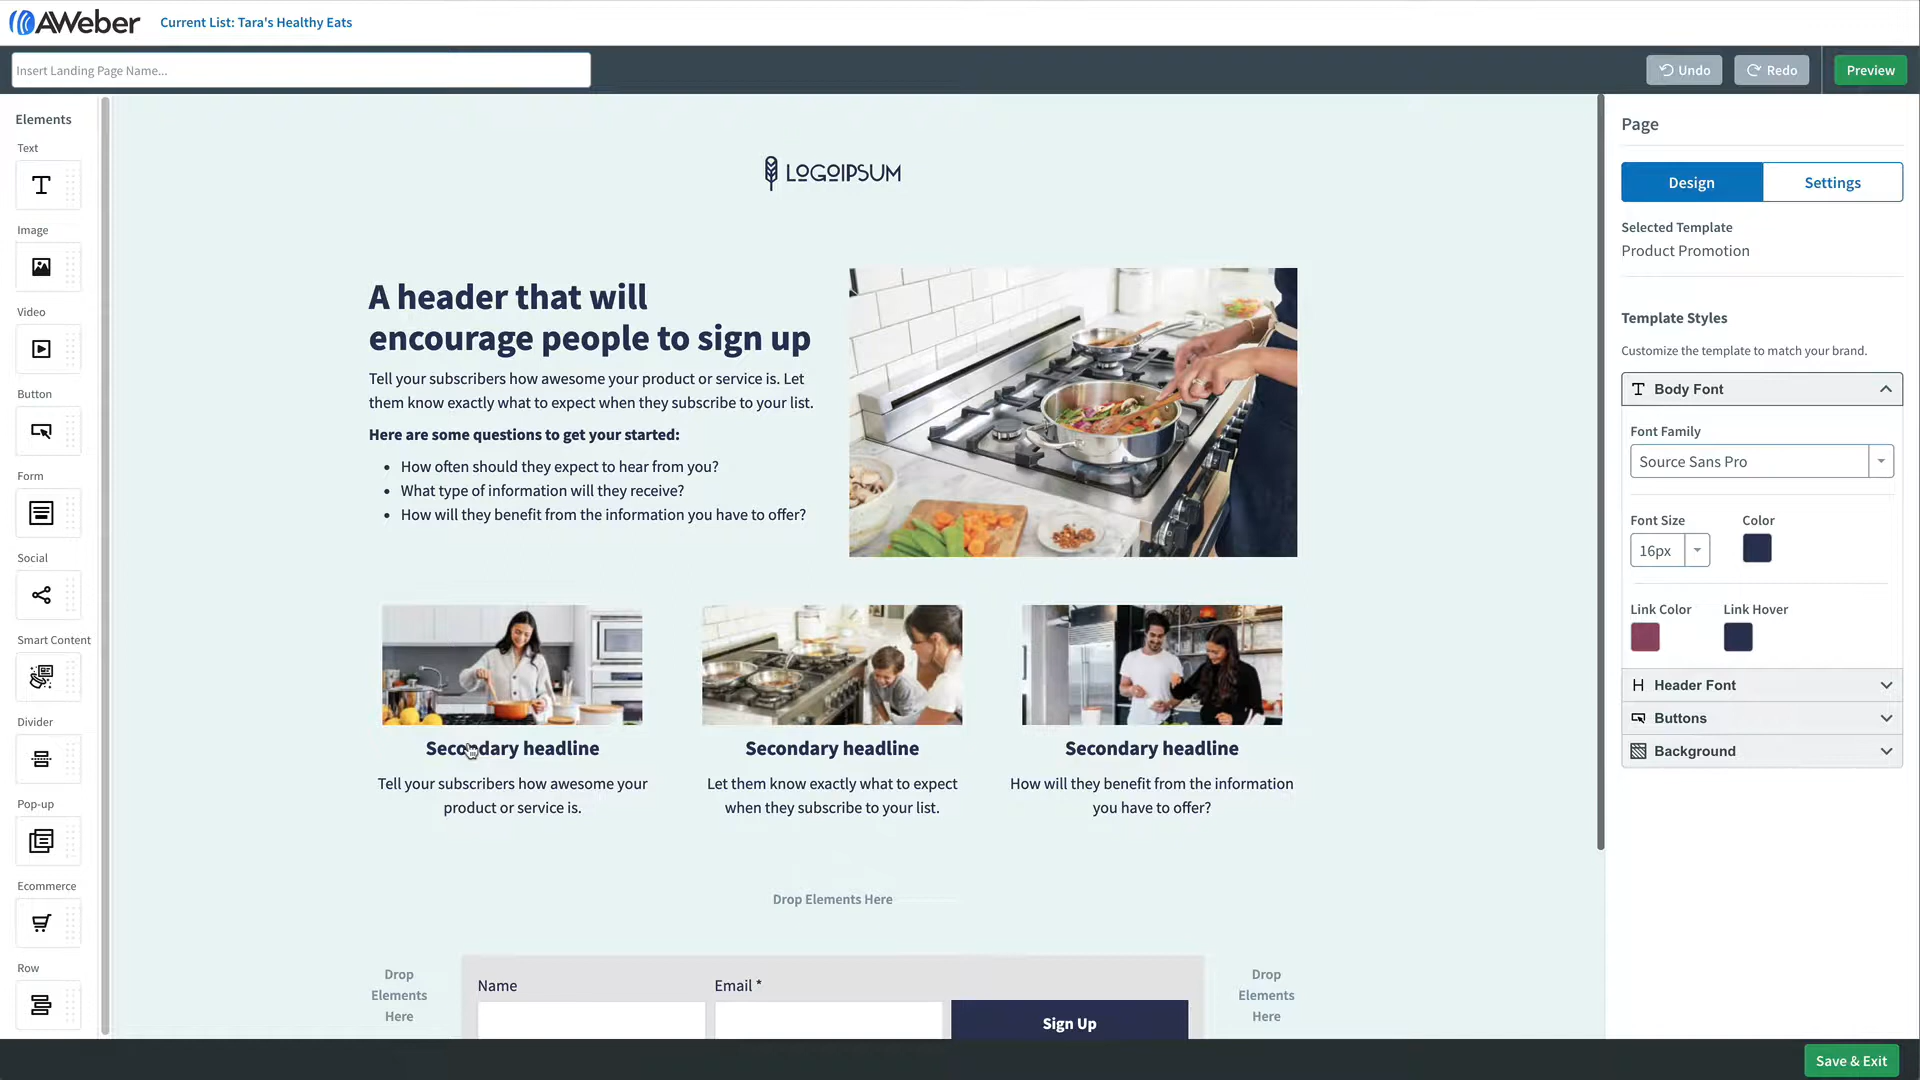 AWeber
Current List: Tara's Healthy Eats
Insert Landing Page Name...
Undo
Redo
Preview
Elements
Text
Image
Video
Button
Form
Social
Smart Content
Divider
Pop-up
Ecommerce
Row
LOGOIPSUM
A header that will
encourage people to sign up
Tell your subscribers how awesome your product or service is. Let
them know exactly what to expect when they subscribe to your list.
Here are some questions to get your started:
• How often should they expect to hear from you?
• What type of information will they receive?
• How will they benefit from the information you have to offer?
Secondary headline
Tell your subscribers how awesome your
product or service is.
Secondary headline
Let them know exactly what to expect
when they subscribe to your list.
Secondary headline
How will they benefit from the information
you have to offer?
Drop Elements Here
Drop
Elements
Here
Name
Email *
Sign Up
Drop
Elements
Here
Page
Design
Settings
Selected Template
Product Promotion
Template Styles
Customize the template to match your brand.
Body Font
Font Family
Source Sans Pro
Font Size
Color
16px
Link Color
Link Hover
Header Font
Buttons
Background
Save & Exit